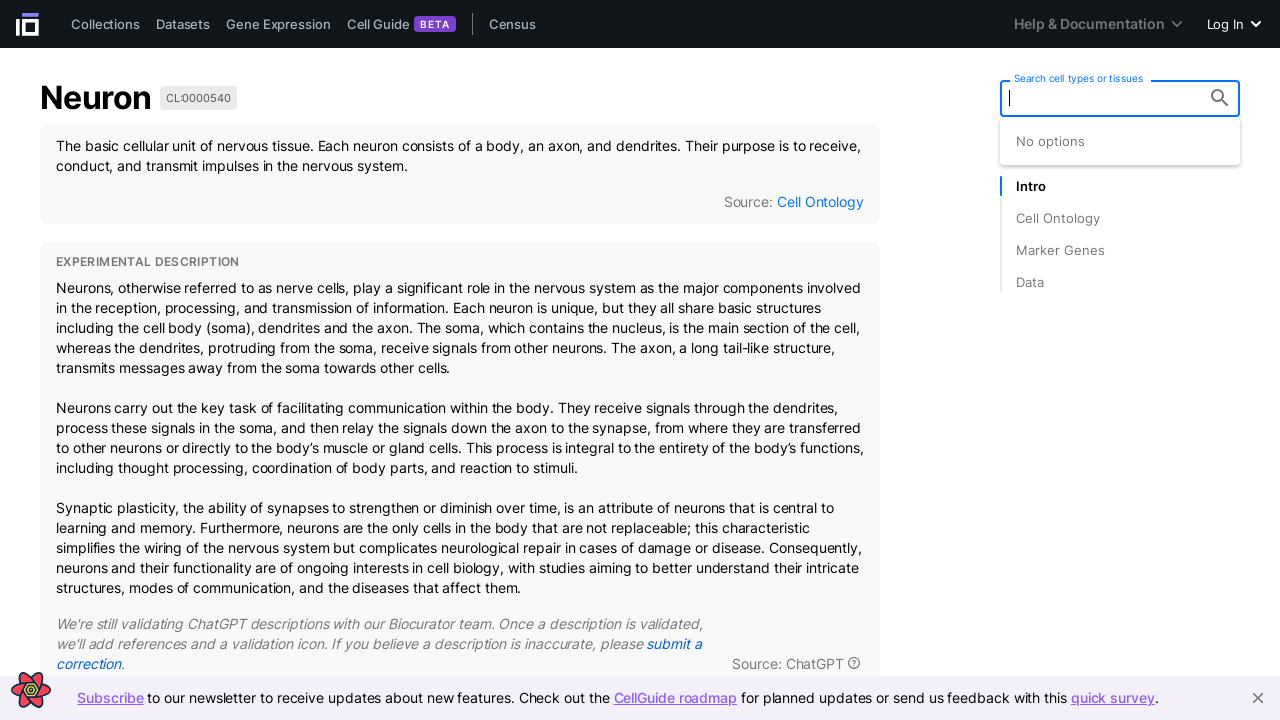 Collections Datasets Gene Expression Cell Guide BETA Census Help & Documentation Log In
Neuron CL:0000540
The basic cellular unit of nervous tissue. Each neuron consists of a body, an axon, and dendrites. Their purpose is to receive,
conduct, and transmit impulses in the nervous system.
Source: Cell Ontology
EXPERIMENTAL DESCRIPTION
Neurons, otherwise referred to as nerve cells, play a significant role in the nervous system as the major components involved
in the reception, processing, and transmission of information. Each neuron is unique, but they all share basic structures
including the cell body (soma), dendrites and the axon. The soma, which contains the nucleus, is the main section of the cell,
whereas the dendrites, protruding from the soma, receive signals from other neurons. The axon, a long tail-like structure,
transmits messages away from the soma towards other cells.
Neurons carry out the key task of facilitating communication within the body. They receive signals through the dendrites,
process these signals in the soma, and then relay the signals down the axon to the synapse, from where they are transferred
to other neurons or directly to the body’s muscle or gland cells. This process is integral to the entirety of the body’s functions,
including thought processing, coordination of body parts, and reaction to stimuli.
Synaptic plasticity, the ability of synapses to strengthen or diminish over time, is an attribute of neurons that is central to
learning and memory. Furthermore, neurons are the only cells in the body that are not replaceable; this characteristic
simplifies the wiring of the nervous system but complicates neurological repair in cases of damage or disease. Consequently,
neurons and their functionality are of ongoing interests in cell biology, with studies aiming to better understand their intricate
structures, modes of communication, and the diseases that affect them.
We're still validating ChatGPT descriptions with our Biocurator team. Once a description is validated,
we'll add references and a validation icon. If you believe a description is inaccurate, please submit a
correction.
Source: ChatGPT
Search cell types or tissues
No options
Intro
Cell Ontology
Marker Genes
Data
Subscribe to our newsletter to receive updates about new features. Check out the CellGuide roadmap for planned updates or send us feedback with this quick survey.